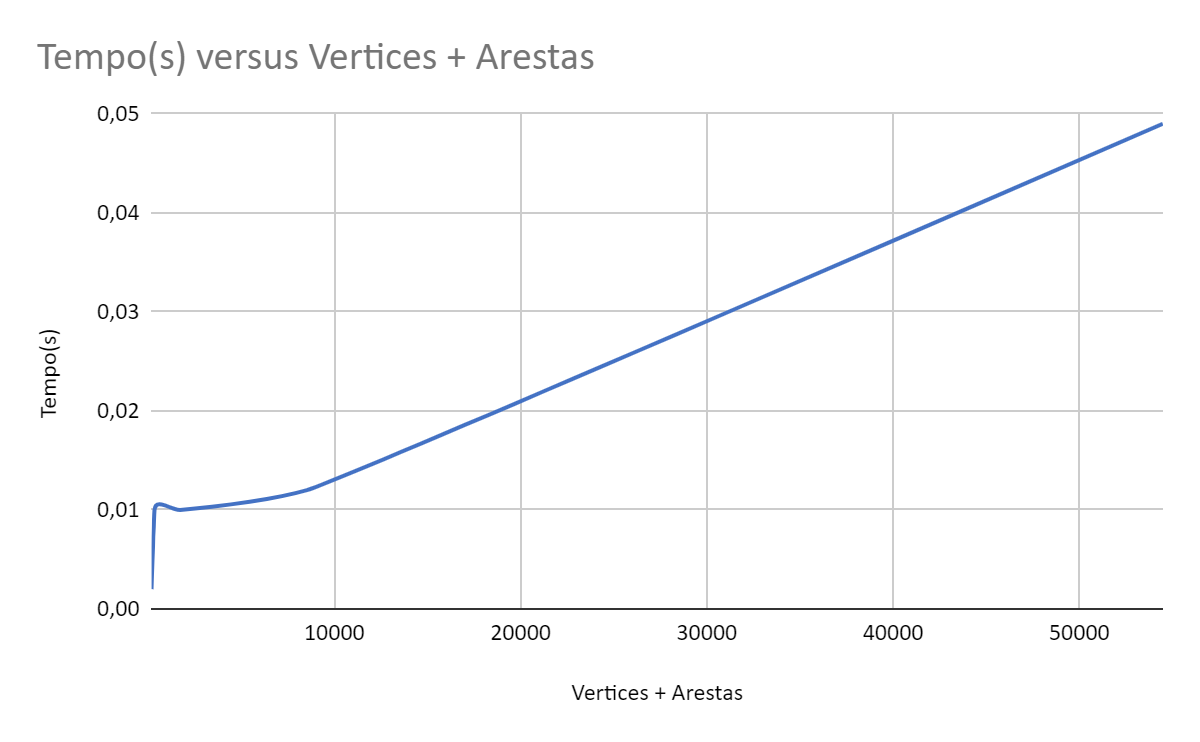 Tempo(s) versus Vertices + Arestas
0,05
0,04
0,03
0,02
0,01
0,00
Tempo(s)
10000 20000 30000 40000 50000
Vertices + Arestas